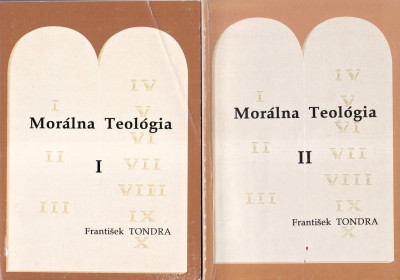 Morálna Teológia
I
František TONDRA
I
II
III
IV
V
VI
VII
VIII
IX
X
Morálna Teológia
II
František TONDRA
I
II
III
IV
V
VI
VII
VIII
IX
X